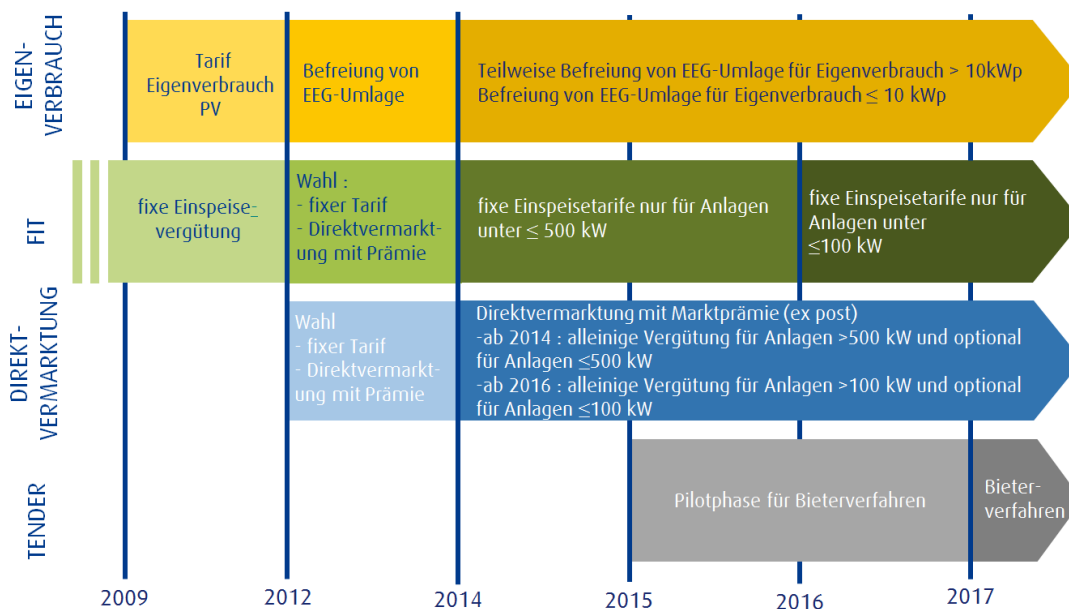 EIGEN-
VERBRAUCH
Tarif
Eigenverbrauch
PV
Befreiung von
EEG-Umlage
Teilweise Befreiung von EEG-Umlage für Eigenverbrauch > 10kWp
Befreiung von EEG-Umlage für Eigenverbrauch ≤ 10 kWp
FIT
fixe Einspeise-
vergütung
Wahl :
- fixer Tarif
- Direktvermarkt-
ung mit Prämie
fixe Einspeisetarife nur für Anlagen
unter ≤ 500 kW
fixe Einspeisetarife nur für
Anlagen unter
≤100 kW
DIREKT-
VERMARKTUNG
Wahl
- fixer Tarif
- Direktvermarkt-
ung mit Prämie
Direktvermarktung mit Marktprämie (ex post)
-ab 2014 : alleinige Vergütung für Anlagen >500 kW und optional
für Anlagen ≤500 kW
-ab 2016 : alleinige Vergütung für Anlagen >100 kW und optional
für Anlagen ≤100 kW
TENDER
Pilotphase für Bieterverfahren
Bieter-
verfahren
2009 2012 2014 2015 2016 2017